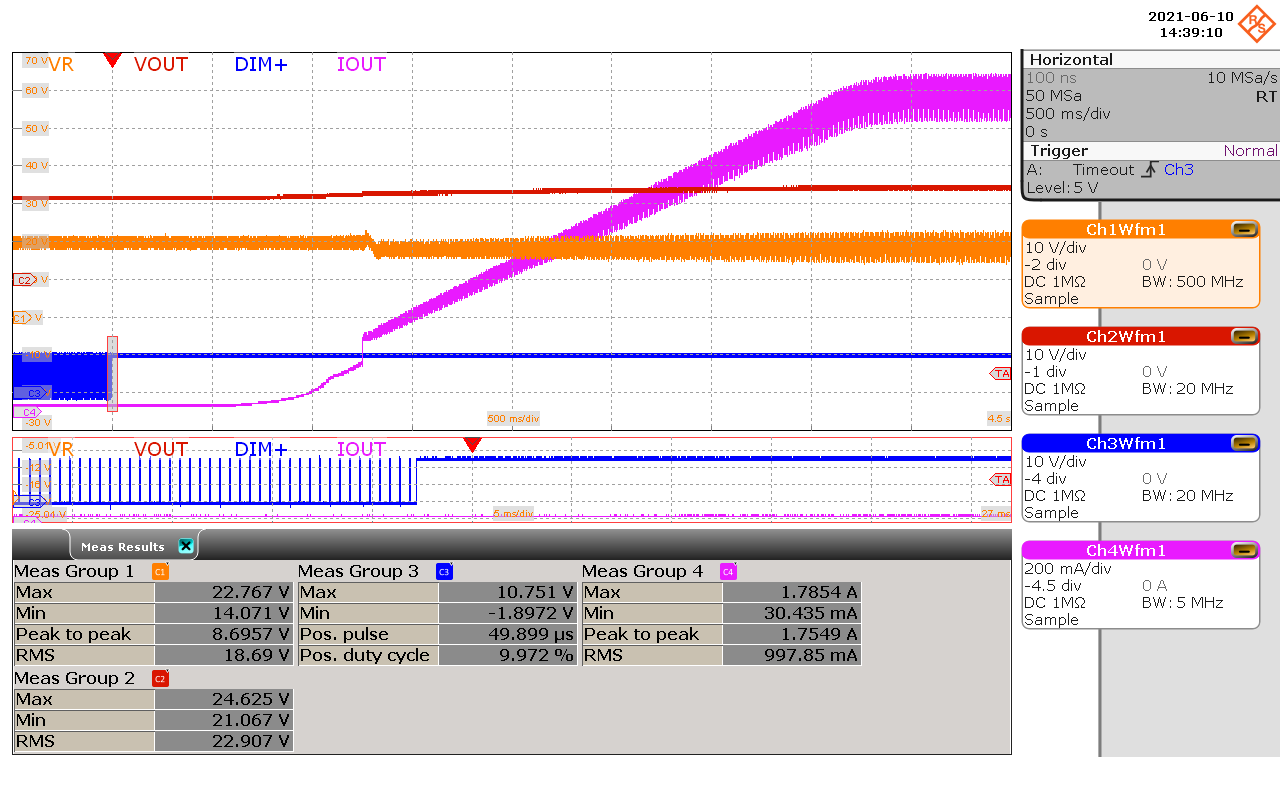 2021-06-10
14:39:10
VR VOUT DIM+ IOUT
70 V
60 V
50 V
40 V
30 V
20 V
C2
C1 V
C3
C4
-30 V
TA
500 ms/div
4.5 s
VR VOUT DIM+ IOUT
-5.01
-12 V
-15 V
-25.04 V
C4
TA
5 ms/div
27 ms
Horizontal
100 ns 10 MSa/s
50 MSa RT
500 ms/div
0 s
Trigger Normal
A: Timeout Ch3
Level: 5 V
Ch1Wfm1
10 V/div
-2 div 0 V
DC 1MΩ BW: 500 MHz
Sample
Ch2Wfm1
10 V/div
-1 div 0 V
DC 1MΩ BW: 20 MHz
Sample
Ch3Wfm1
10 V/div
-4 div 0 V
DC 1MΩ BW: 20 MHz
Sample
Ch4Wfm1
200 mA/div
-4.5 div 0 A
DC 1MΩ BW: 5 MHz
Sample
Meas Results
Meas Group 1 C1
Max 22.767 V
Min 14.071 V
Peak to peak 8.6957 V
RMS 18.69 V
Meas Group 2 C2
Max 24.625 V
Min 21.067 V
RMS 22.907 V
Meas Group 3 C3
Max 10.751 V
Min -1.8972 V
Pos. pulse 49.899 µs
Pos. duty cycle 9.972 %
Meas Group 4 C4
Max 1.7854 A
Min 30.435 mA
Peak to peak 1.7549 A
RMS 997.85 mA